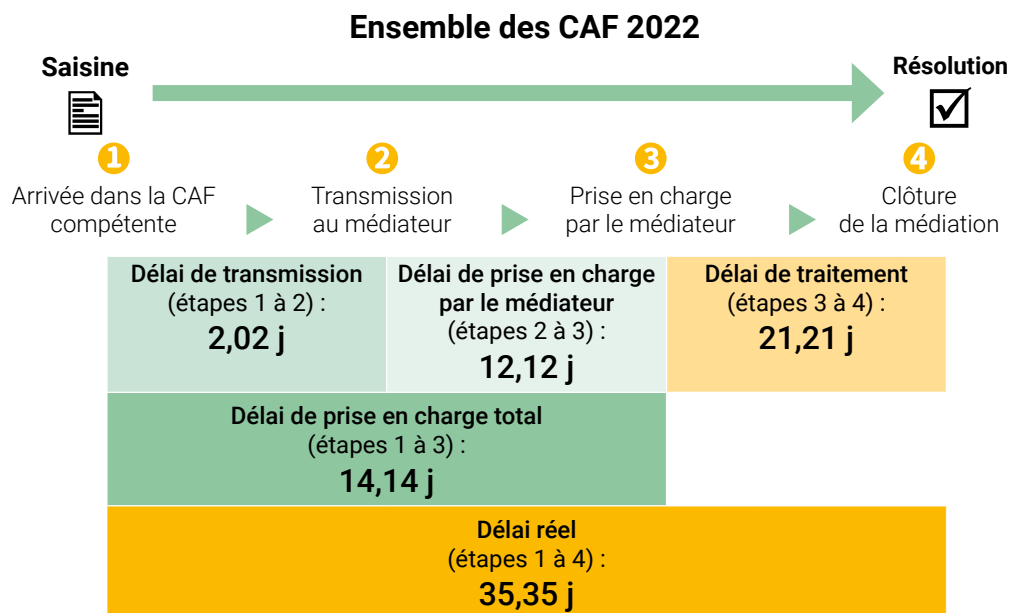 Ensemble des CAF 2022
Saisine
Résolution
1
Arrivée dans la CAF
compétente
2
Transmission
au médiateur
3
Prise en charge
par le médiateur
4
Clôture
de la médiation
Délai de transmission
(étapes 1 à 2) :
2,02 j
Délai de prise en charge
par le médiateur
(étapes 2 à 3) :
12,12 j
Délai de traitement
(étapes 3 à 4) :
21,21 j
Délai de prise en charge total
(étapes 1 à 3) :
14,14 j
Délai réel
(étapes 1 à 4) :
35,35 j